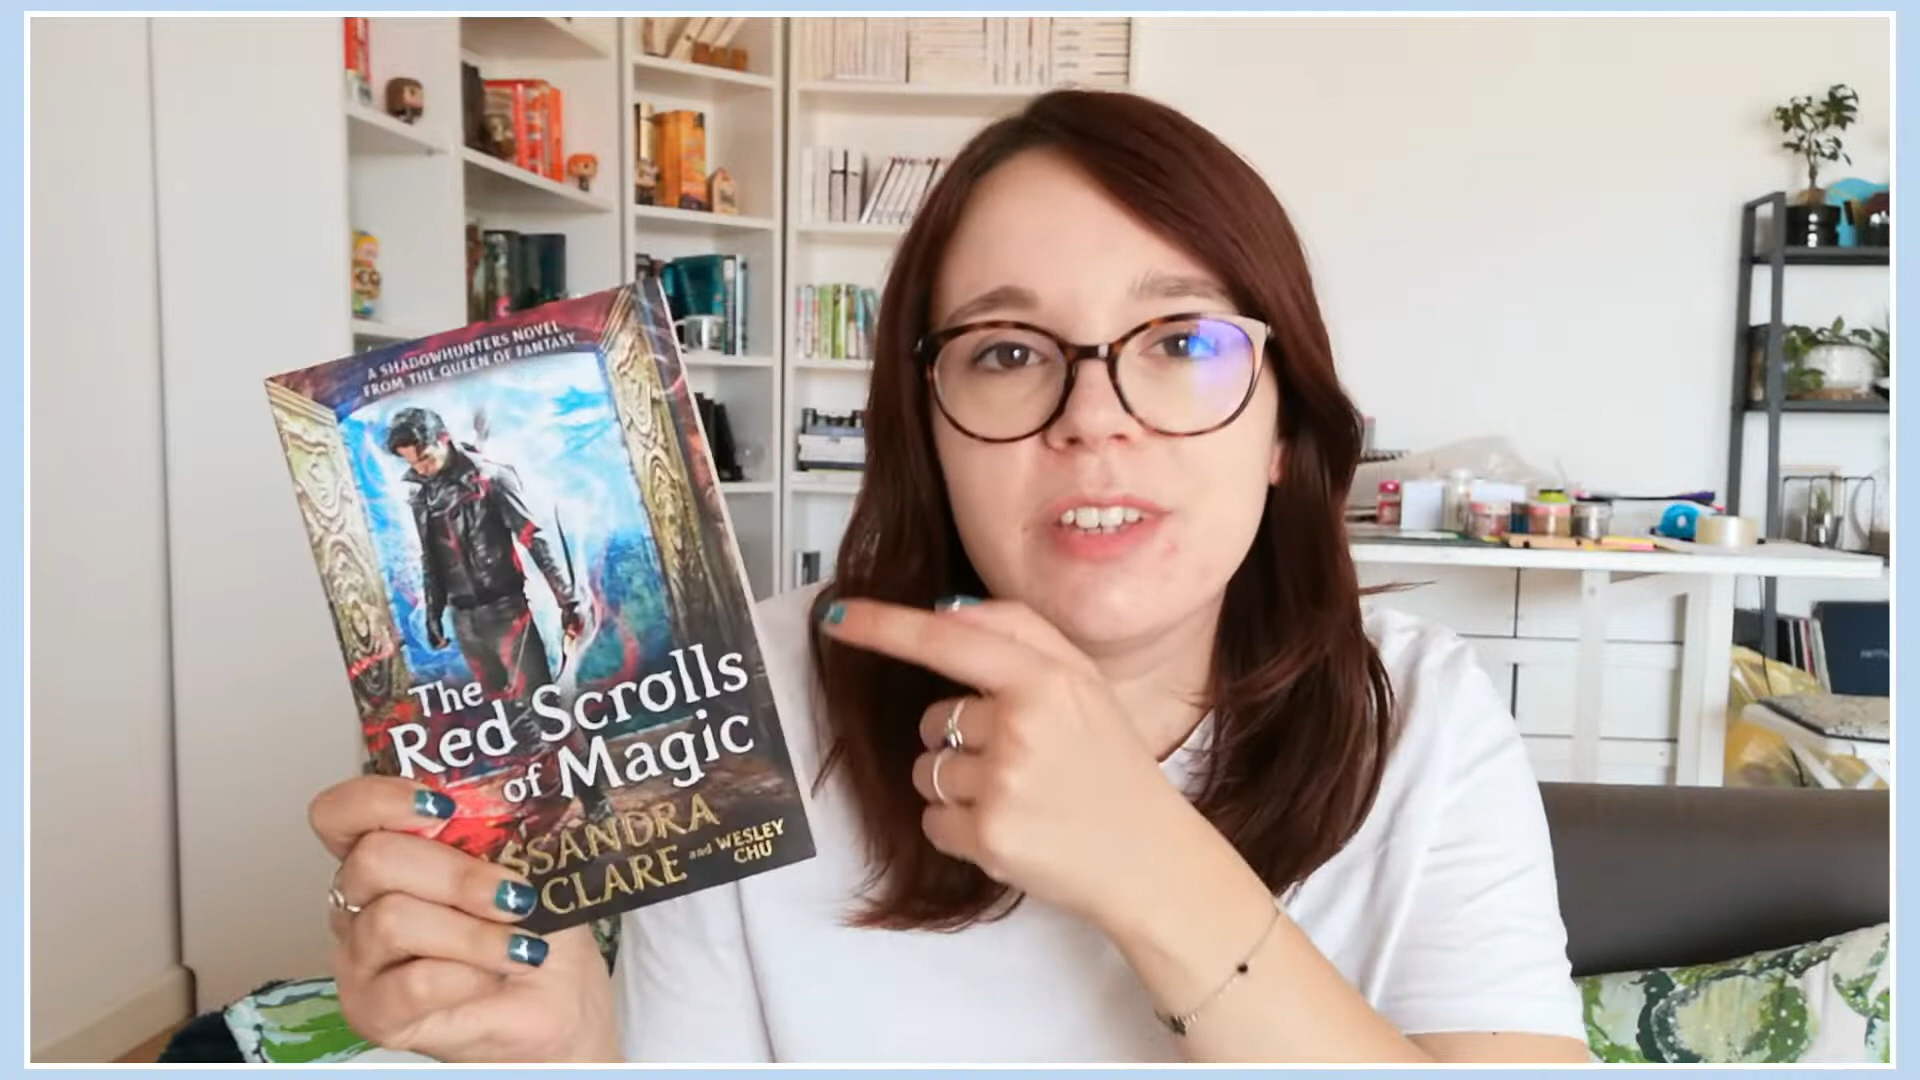 A SHADOWHUNTERS NOVEL
FROM THE QUEEN OF FANTASY
The
Red Scrolls
of Magic
SSANDRA
CLARE and WESLEY
CHU